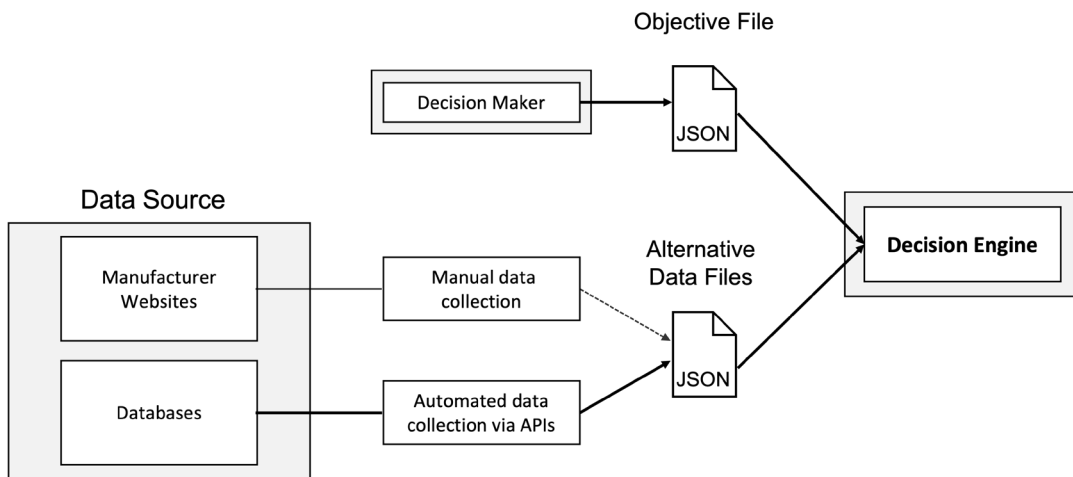 Objective File
Decision Maker
JSON
Data Source
Manufacturer
Websites
Manual data
collection
Alternative
Data Files
Decision Engine
JSON
Databases
Automated data
collection via APIs